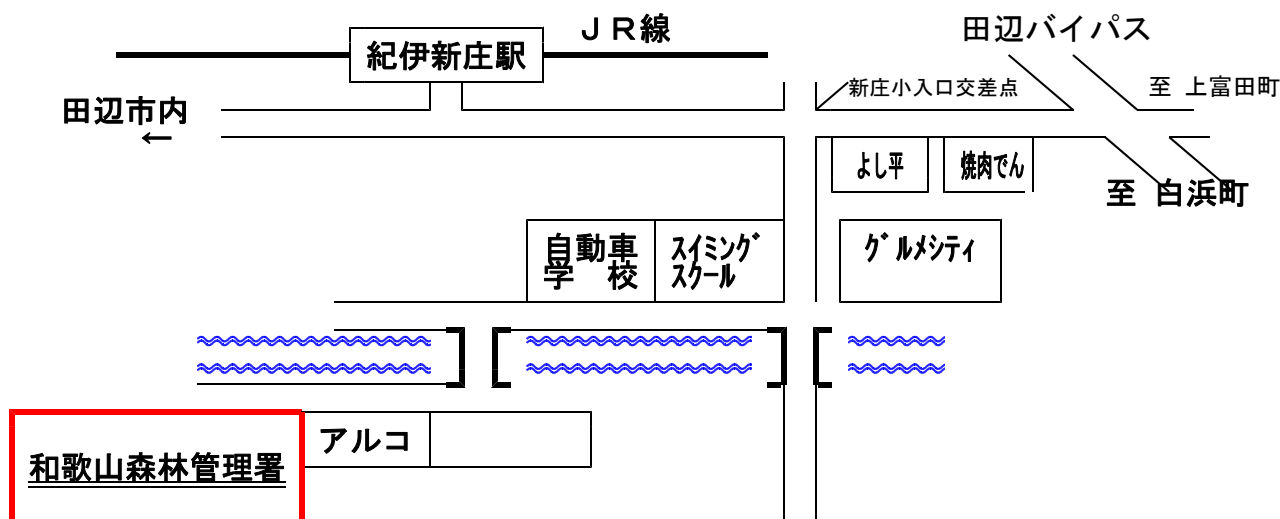 ＪＲ線
田辺バイパス
紀伊新庄駅
新庄小入口交差点
至 上富田町
田辺市内
←
よし平
焼肉でん
至 白浜町
自動車
学 校
スイミングﾞ
スクール
グルメシティ
アルコ
和歌山森林管理署